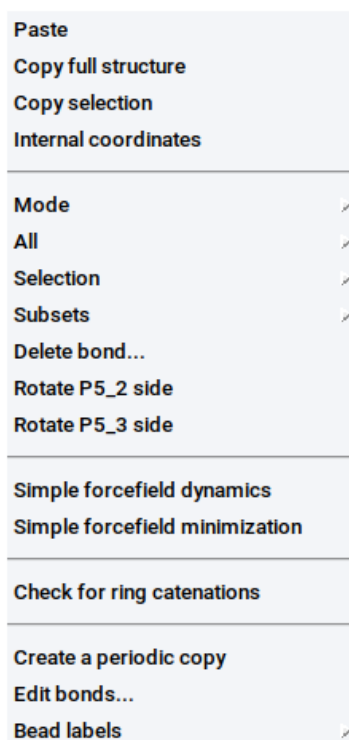 Paste
Copy full structure
Copy selection
Internal coordinates
Mode
All
Selection
Subsets
Delete bond...
Rotate P5_2 side
Rotate P5_3 side
Simple forcefield dynamics
Simple forcefield minimization
Check for ring catenations
Create a periodic copy
Edit bonds...
Bead labels